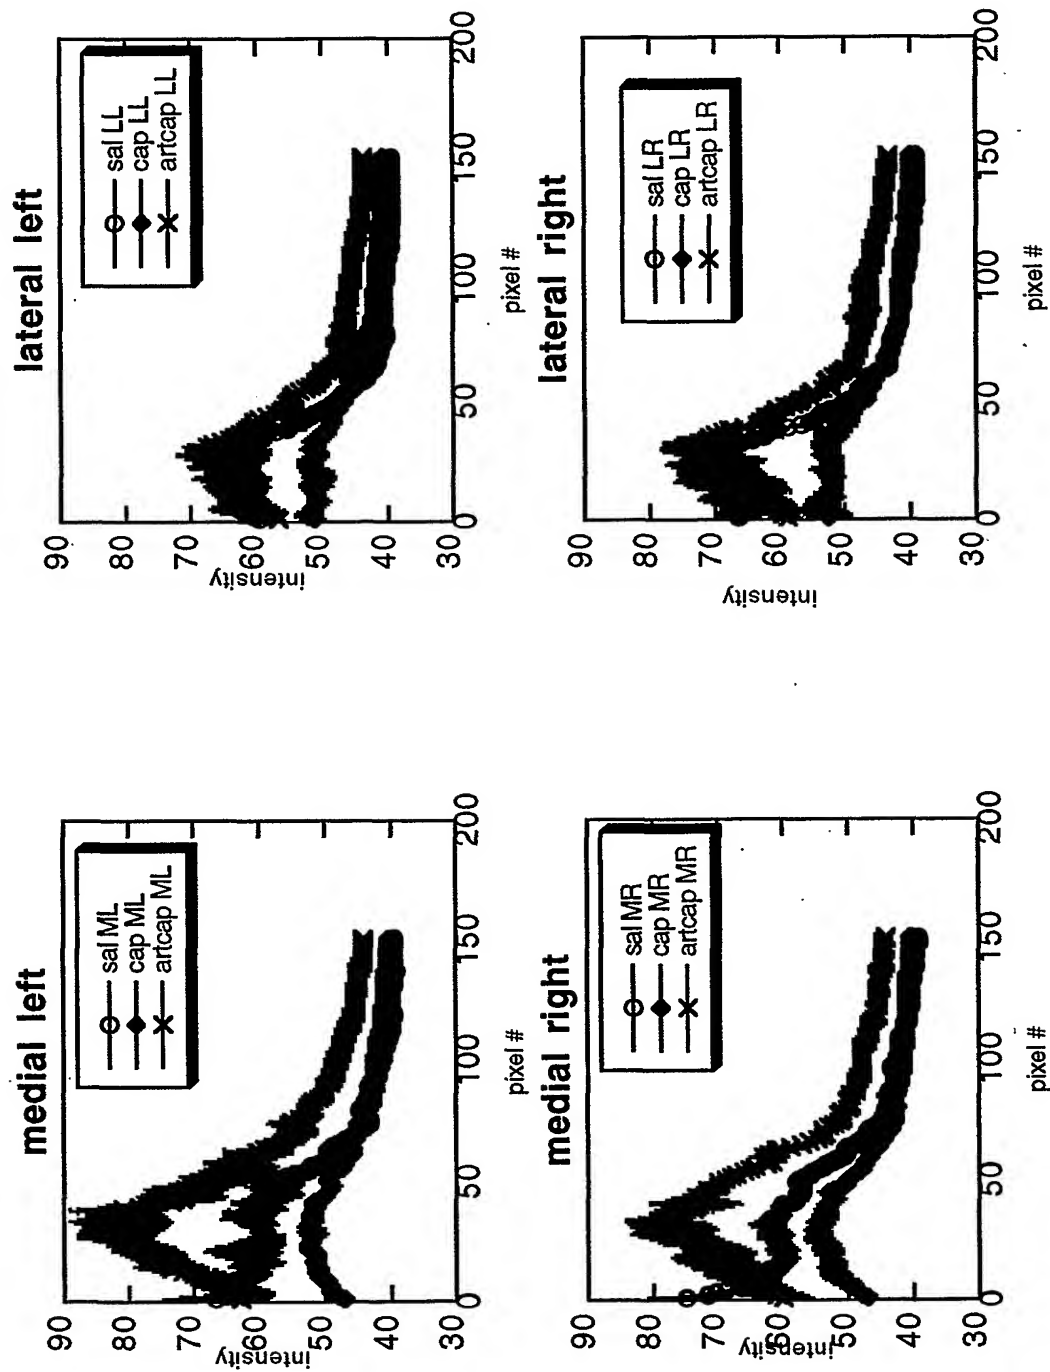 medial left
90
80
70
60
50
40
30
intensity
sal ML
cap ML
artcap ML
0
50
100
150
200
pixel #
lateral left
90
80
70
60
50
40
30
intensity
sal LL
cap LL
artcap LL
0
50
100
150
200
pixel #
medial right
90
80
70
60
50
40
30
intensity
sal MR
cap MR
artcap MR
0
50
100
150
200
pixel #
lateral right
90
80
70
60
50
40
30
intensity
sal LR
cap LR
artcap LR
0
50
100
150
200
pixel #